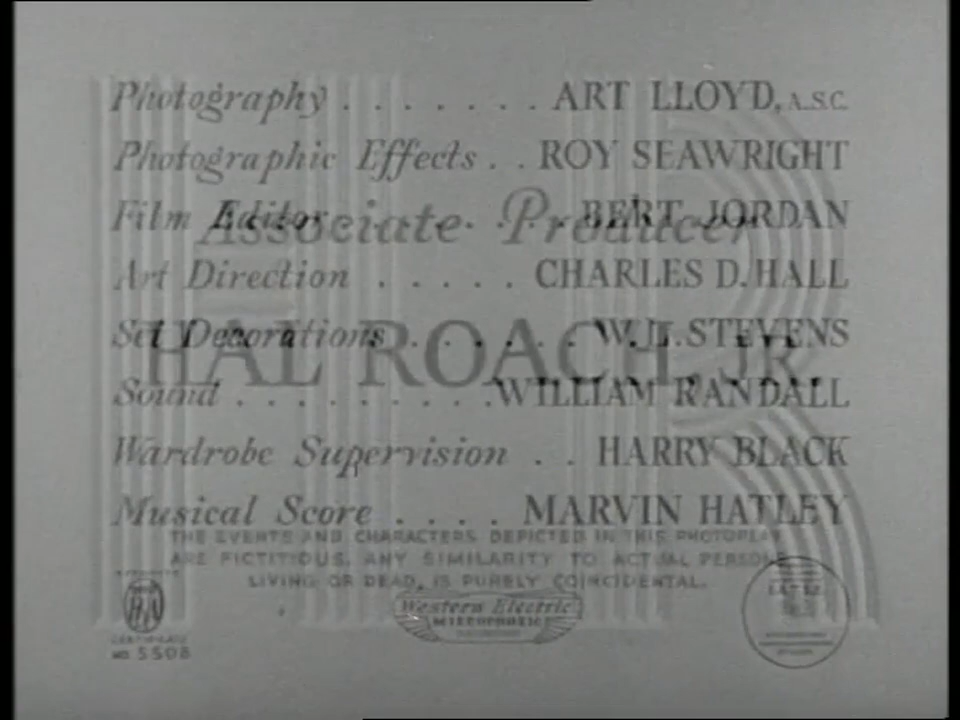 Photography . . . . . . . ART LLOYD, A.S.C.
Photographic Effects . . ROY SEAWRIGHT
Film Editor . . . . . BERT JORDAN
Associate Producer
Art Direction . . . . . CHARLES D. HALL
Set Decorations . . . . . . W. L. STEVENS
HAL ROACH, JR.
Sound . . . . . . . . . WILLIAM RANDALL
Wardrobe Supervision . . HARRY BLACK
Musical Score . . . . MARVIN HATLEY
THE EVENTS AND CHARACTERS DEPICTED IN THIS PHOTOPLAY
ARE FICTITIOUS. ANY SIMILARITY TO ACTUAL PERSONS,
LIVING OR DEAD, IS PURELY COINCIDENTAL.
Western Electric
MICROPHONIC
CERTIFICATE
NO 5508